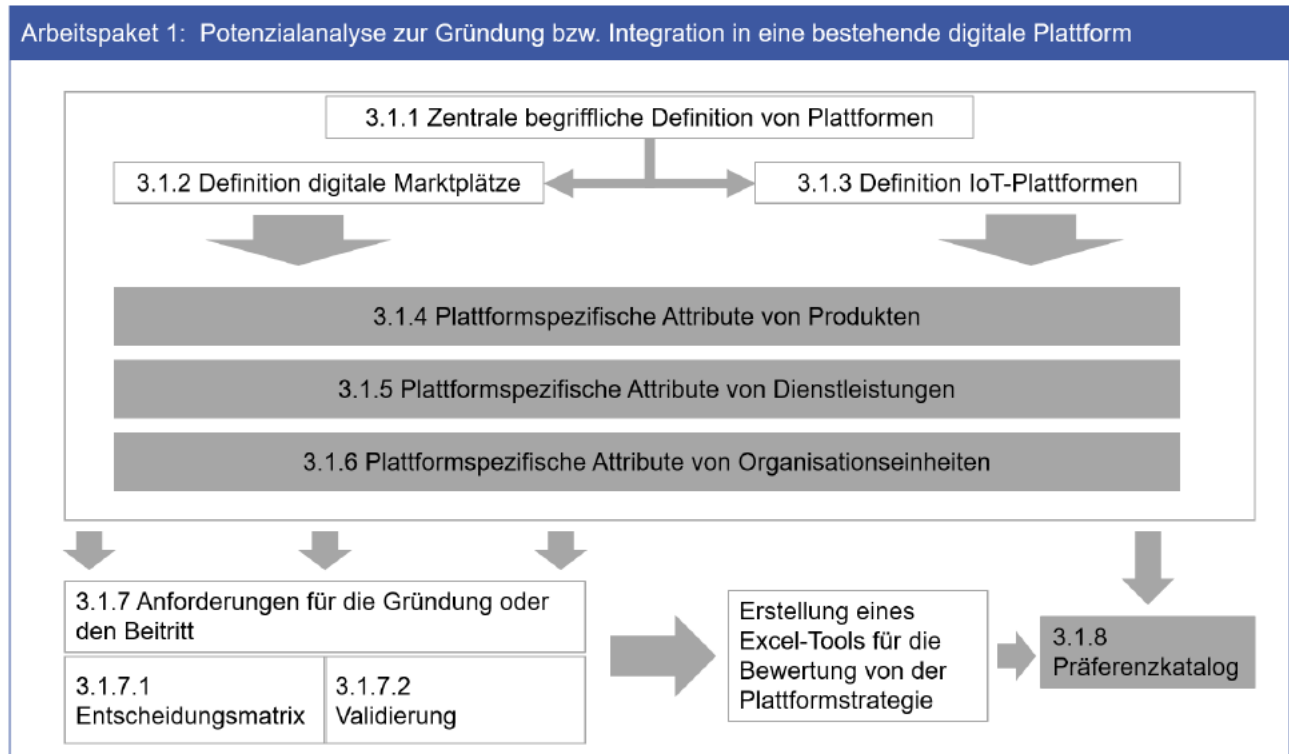 Arbeitspaket 1:  Potenzialanalyse zur Gründung bzw. Integration in eine bestehende digitale Plattform
3.1.1 Zentrale begriffliche Definition von Plattformen
3.1.2 Definition digitale Marktplätze
3.1.3 Definition IoT-Plattformen
3.1.4 Plattformspezifische Attribute von Produkten
3.1.5 Plattformspezifische Attribute von Dienstleistungen
3.1.6 Plattformspezifische Attribute von Organisationseinheiten
3.1.7 Anforderungen für die Gründung oder
den Beitritt
3.1.7.1
Entscheidungsmatrix
3.1.7.2
Validierung
Erstellung eines
Excel-Tools für die
Bewertung von der
Plattformstrategie
3.1.8
Präferenzkatalog